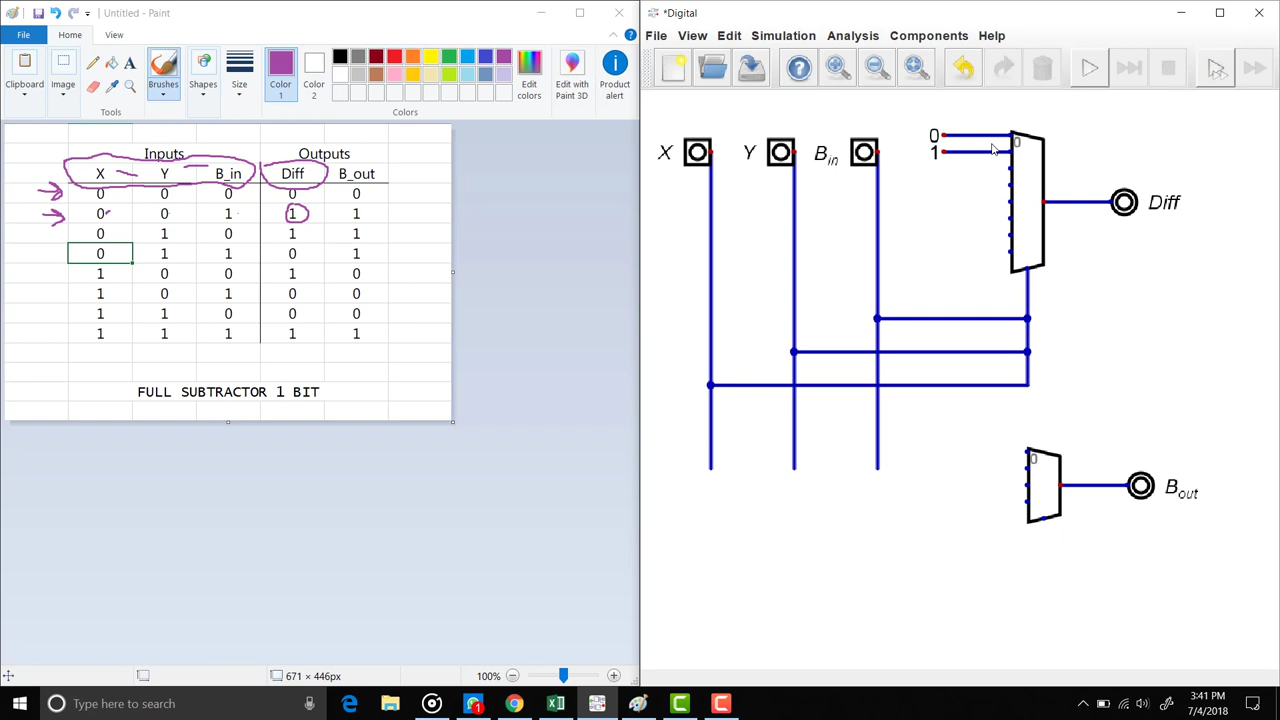 Untitled - Paint
File Home View
Clipboard Image Tools Brushes Shapes Size Color 1 Color 2 Colors Edit colors Edit with Paint 3D Product alert
Inputs Outputs
X Y B_in Diff B_out
0 0 0 0 0
0 0 1 1 1
0 1 0 1 1
0 1 1 0 1
1 0 0 1 0
1 0 1 0 0
1 1 0 0 0
1 1 1 1 1
FULL SUBTRACTOR 1 BIT
671 × 446px 100%
*Digital
File View Edit Simulation Analysis Components Help
X Y Bin
0
1
0
Diff
0
Bout
Type here to search
1
3:41 PM
7/4/2018